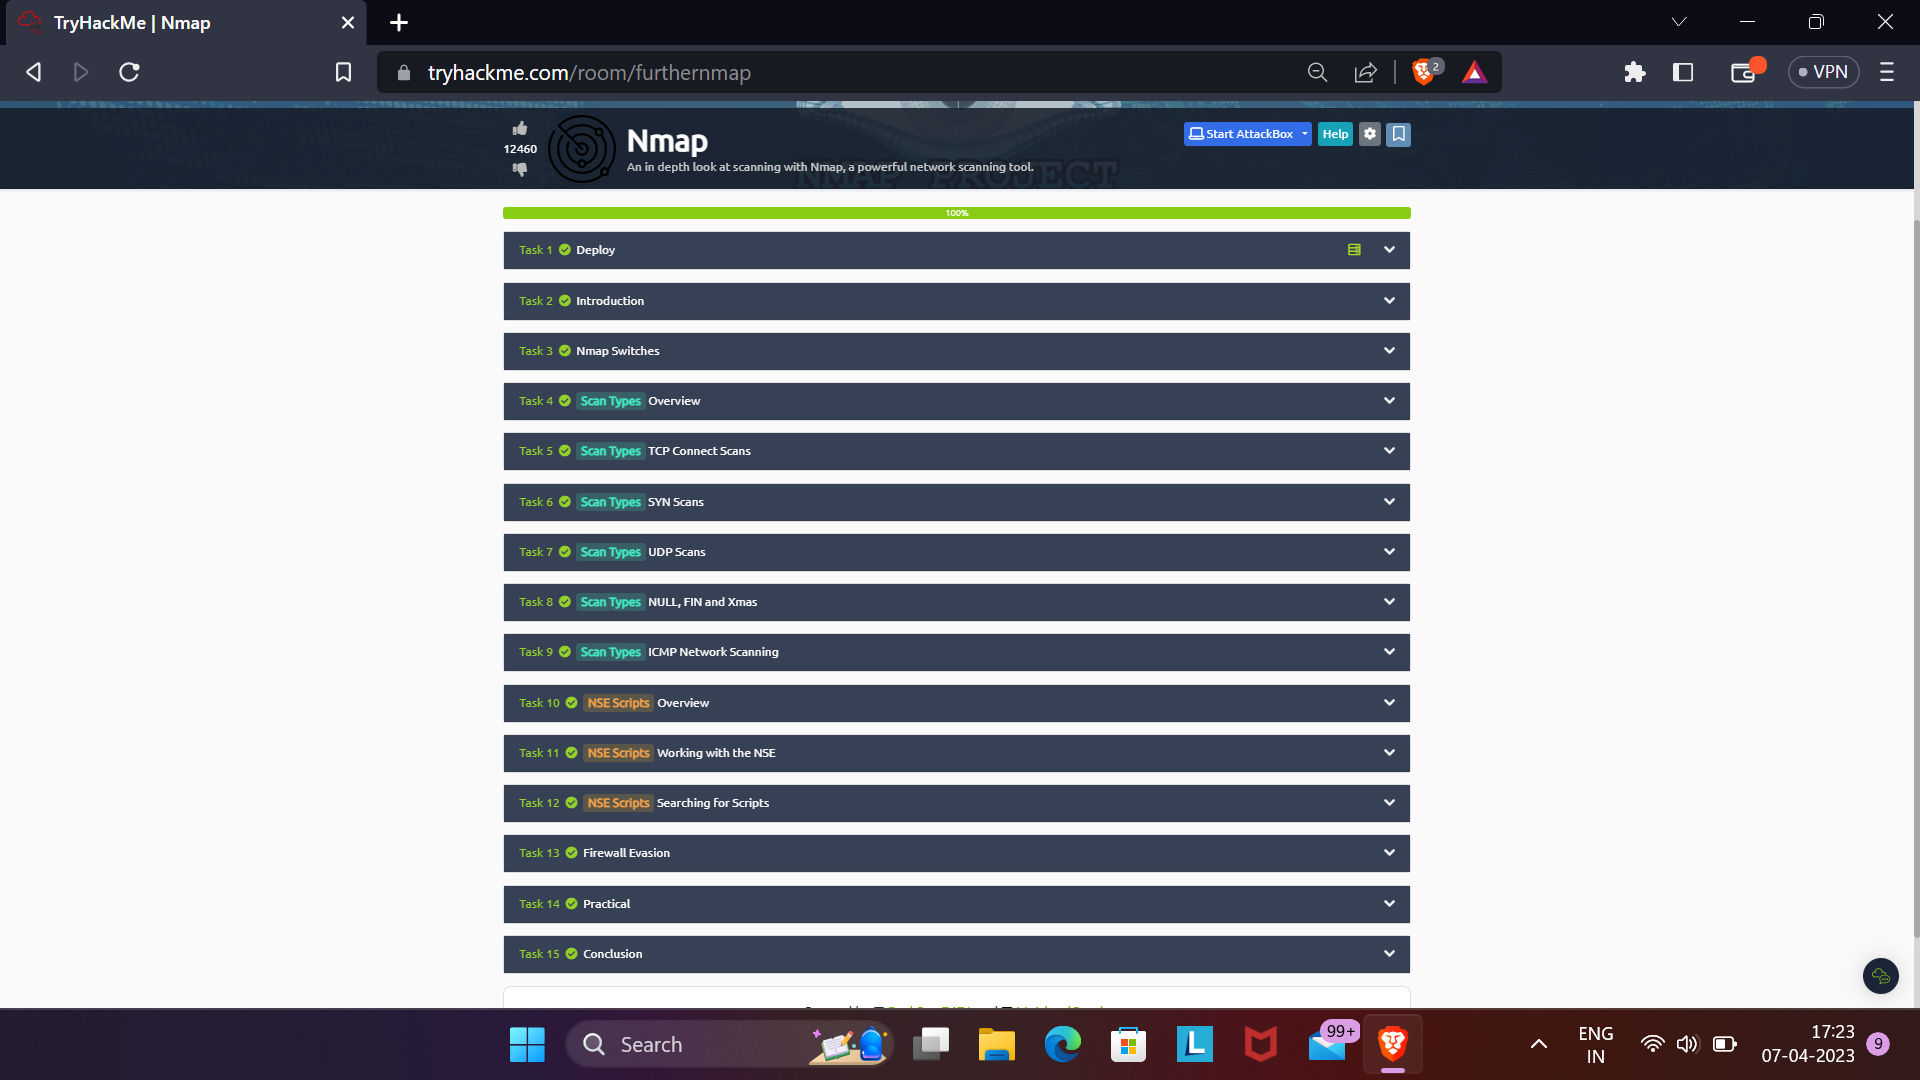 TryHackMe | Nmap
tryhackme.com/room/furthernmap
2
VPN
12460
Nmap
An in depth look at scanning with Nmap, a powerful network scanning tool.
NMAP PROJECT
Start AttackBox
Help
100%
Task 1 Deploy
Task 2 Introduction
Task 3 Nmap Switches
Task 4 Scan Types Overview
Task 5 Scan Types TCP Connect Scans
Task 6 Scan Types SYN Scans
Task 7 Scan Types UDP Scans
Task 8 Scan Types NULL, FIN and Xmas
Task 9 Scan Types ICMP Network Scanning
Task 10 NSE Scripts Overview
Task 11 NSE Scripts Working with the NSE
Task 12 NSE Scripts Searching for Scripts
Task 13 Firewall Evasion
Task 14 Practical
Task 15 Conclusion
Search
L
99+
ENG
IN
17:23
07-04-2023
9